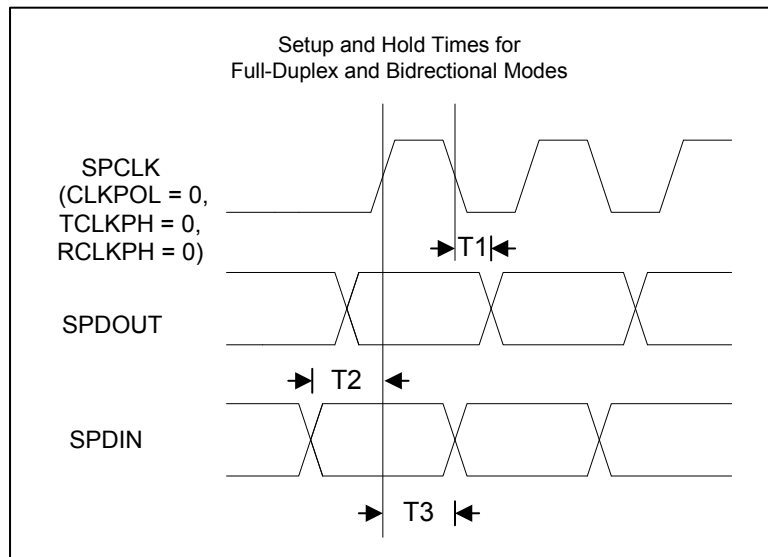 Setup and Hold Times for
Full-Duplex and Bidrectional Modes
SPCLK
(CLKPOL = 0,
TCLKPH = 0,
RCLKPH = 0)
T1
SPDOUT
T2
SPDIN
T3